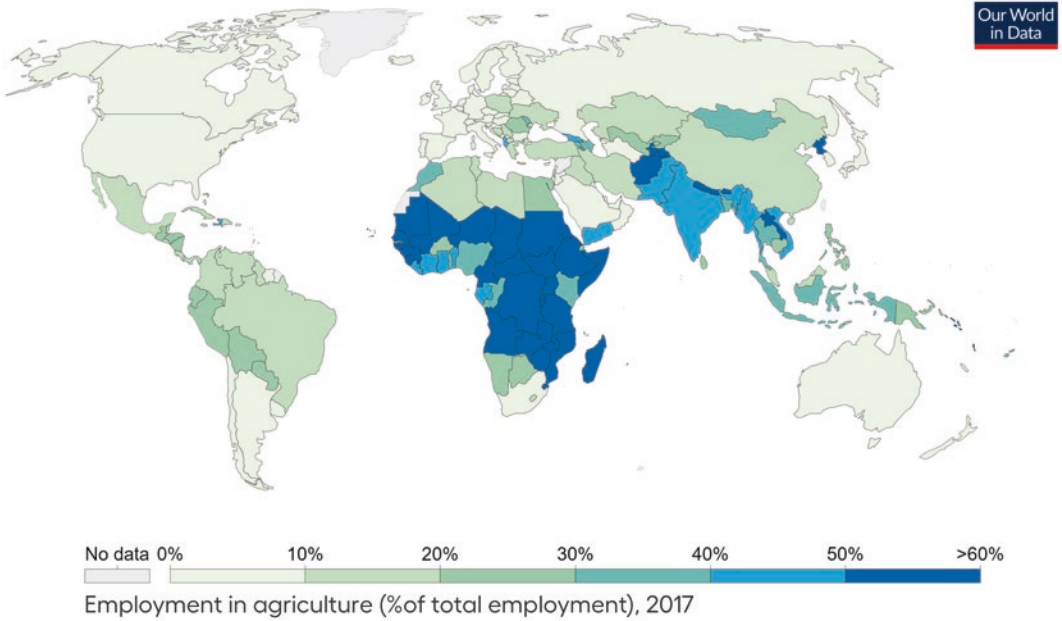 Our World
in Data
No data 0% 10% 20% 30% 40% 50% >60%
Employment in agriculture (%of total employment), 2017